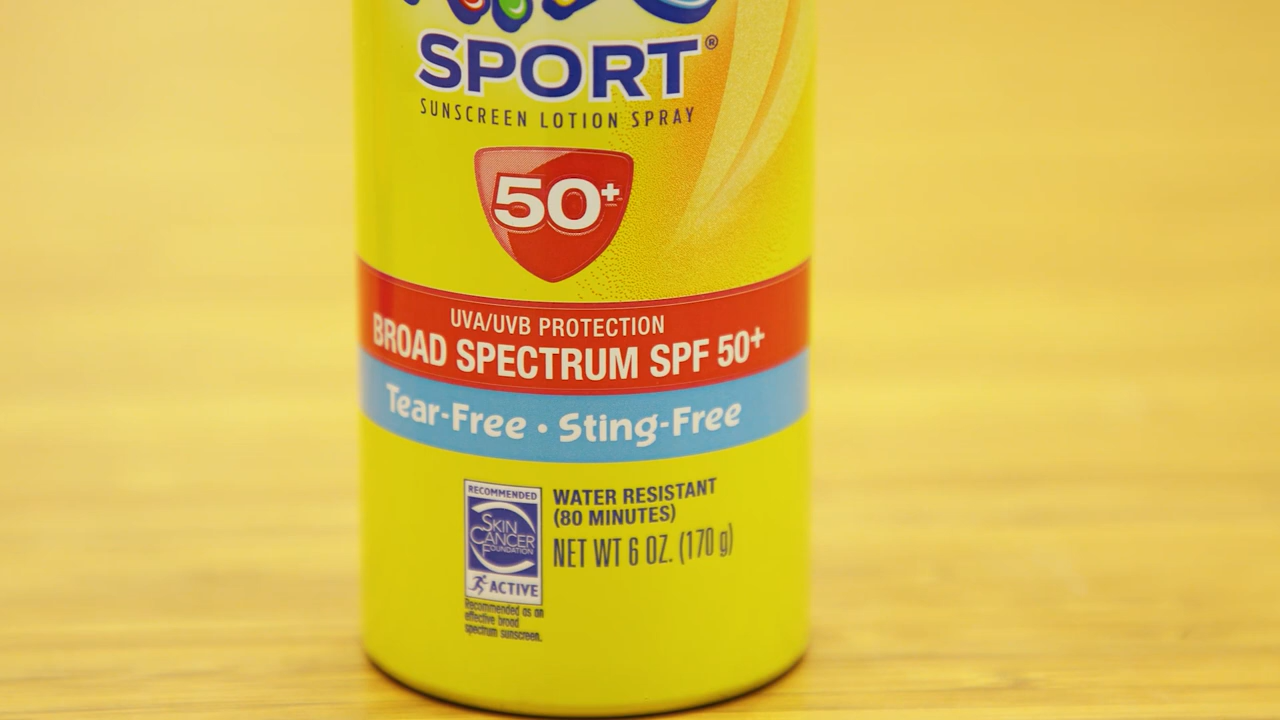 SPORT®
SUNSCREEN LOTION SPRAY
50+
UVA/UVB PROTECTION
BROAD SPECTRUM SPF 50+
Tear-Free • Sting-Free
RECOMMENDED
SKIN
CANCER
FOUNDATION
ACTIVE
Recommended as an
effective broad
spectrum sunscreen.
WATER RESISTANT
(80 MINUTES)
NET WT 6 OZ. (170 g)